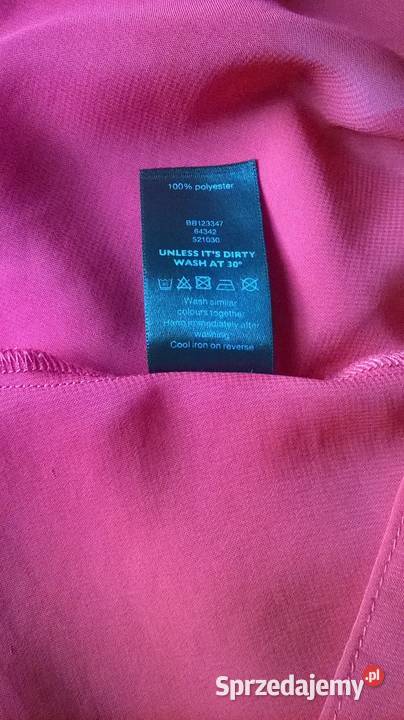 100% polyester
BB123347
64342
521030
UNLESS IT'S DIRTY
WASH AT 30°
Wash similar
colours together
Hang immediately after
washing
Cool iron on reverse
Sprzedajemy.pl